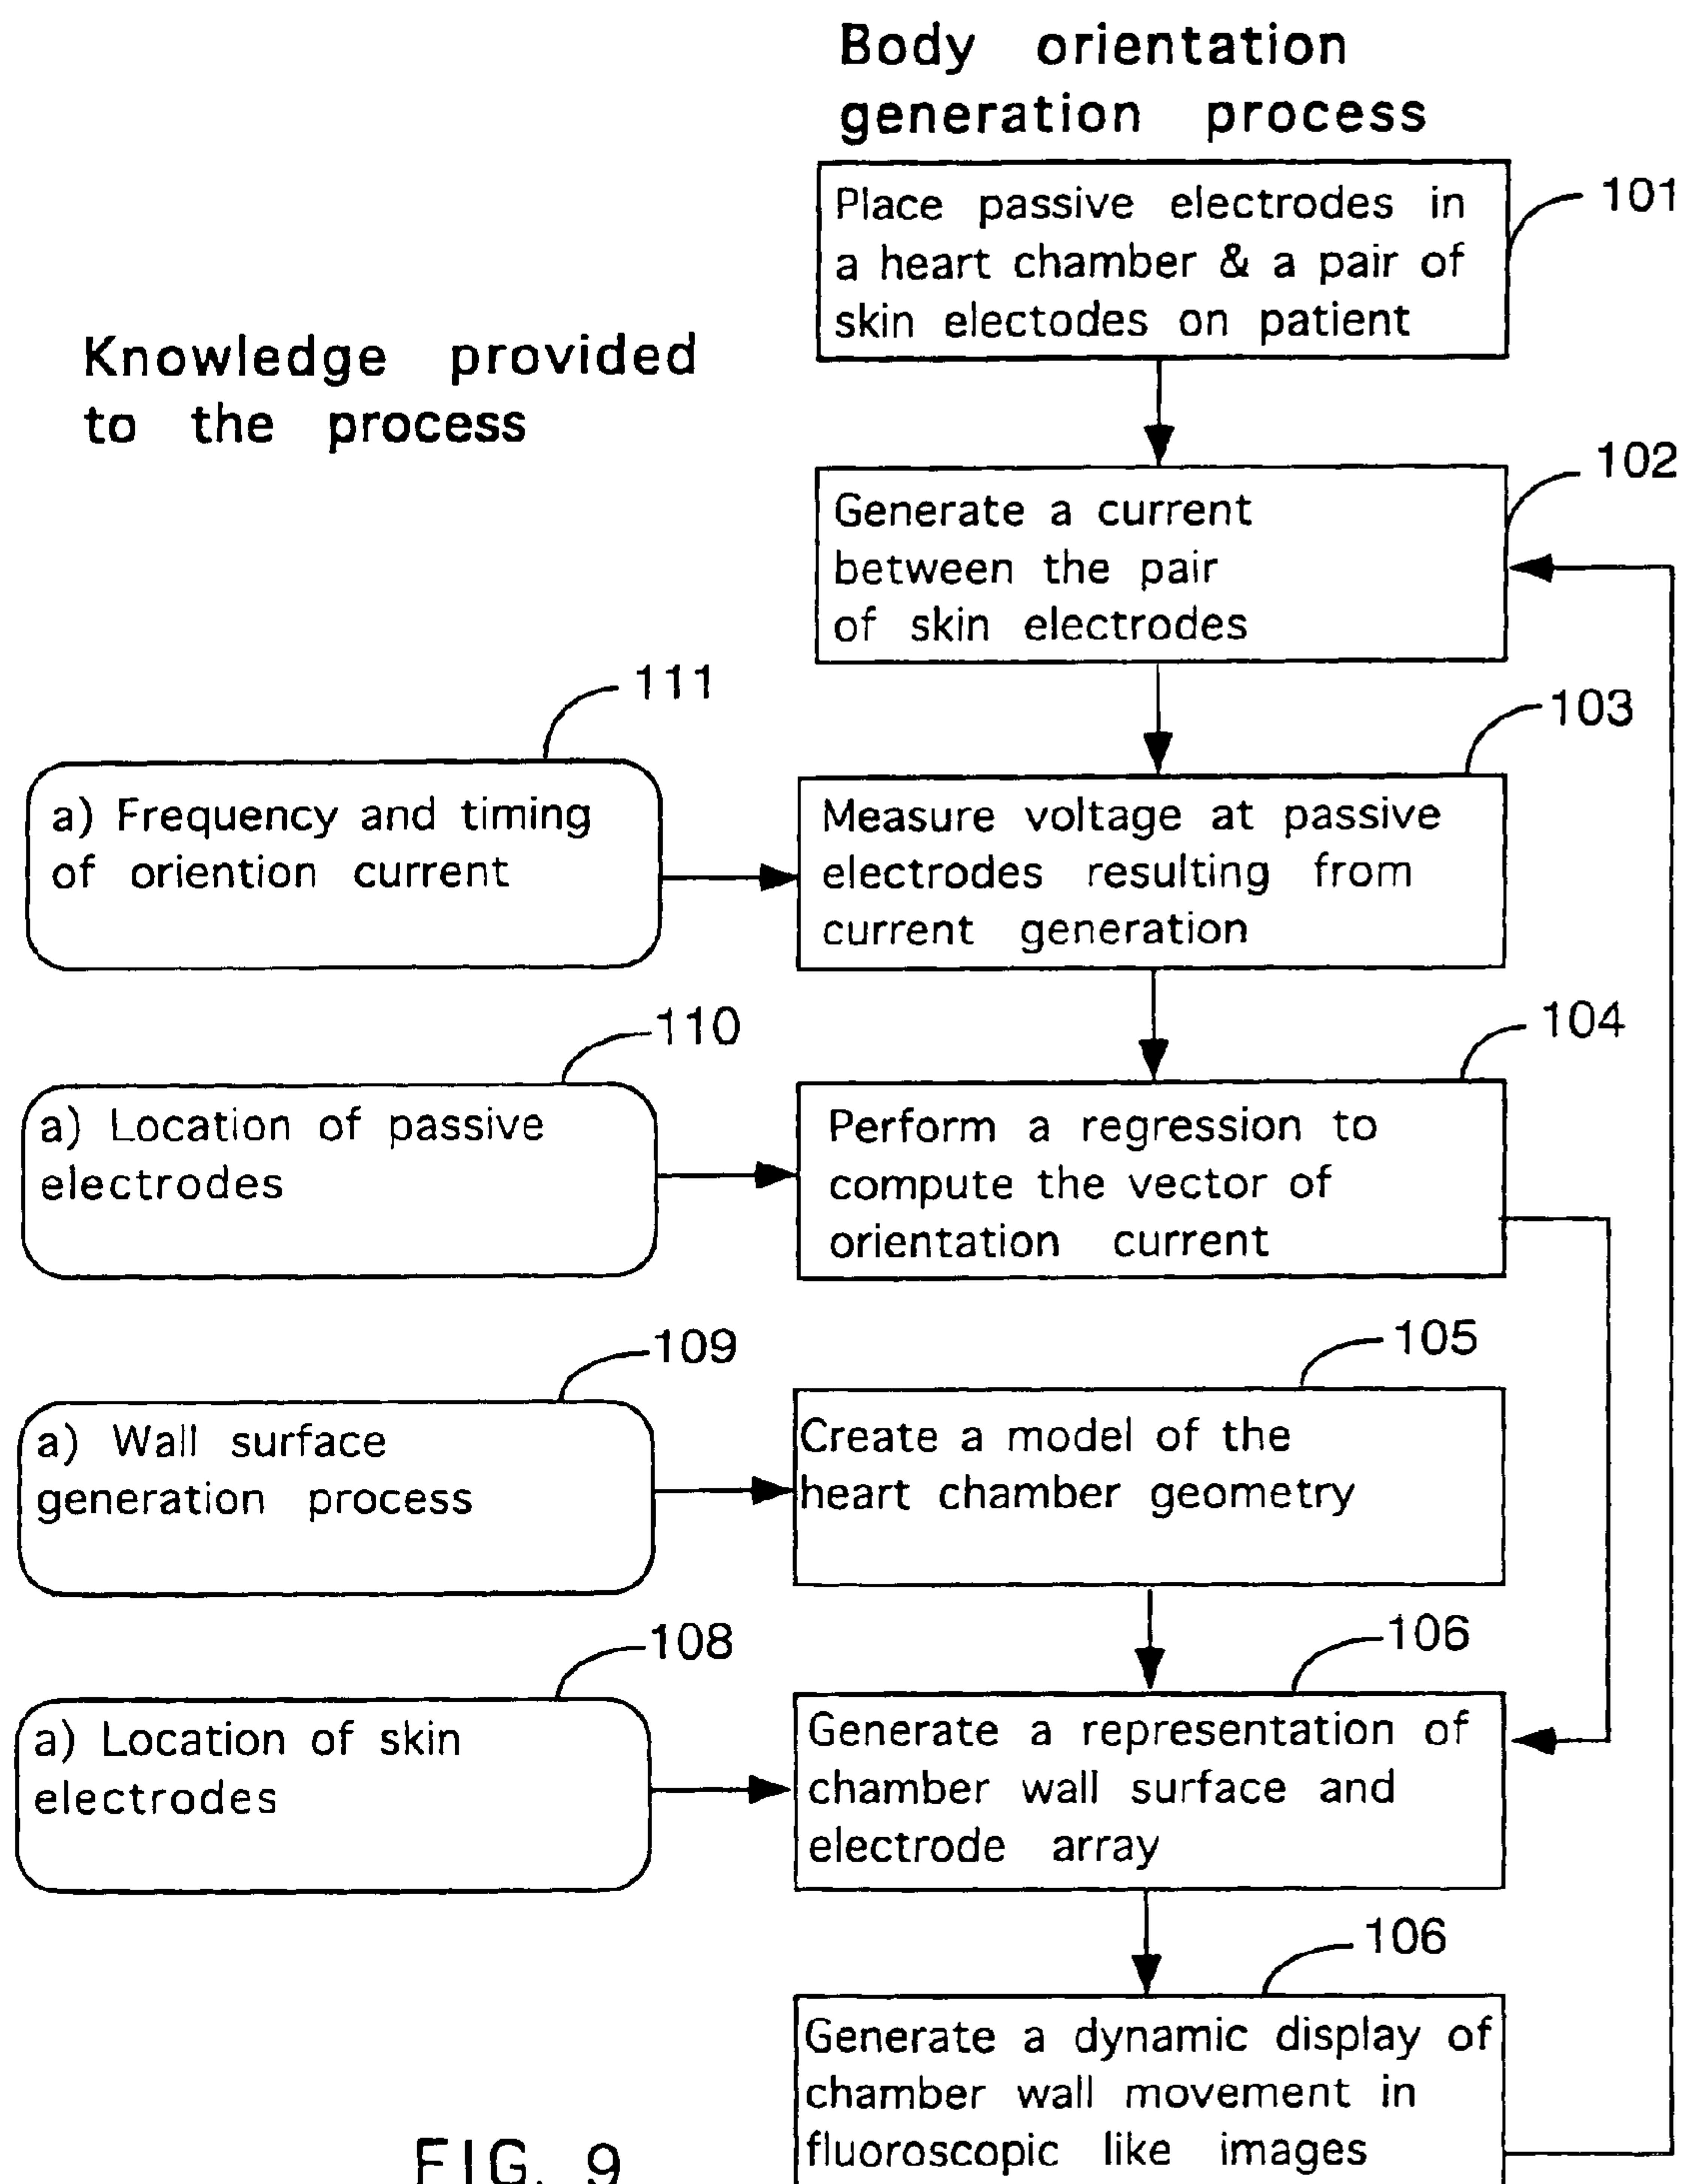 Body orientation
generation process
Place passive electrodes in
a heart chamber & a pair of
skin electodes on patient
101
Knowledge provided
to the process
Generate a current
between the pair
of skin electrodes
102
111
a) Frequency and timing
of oriention current
Measure voltage at passive
electrodes resulting from
current generation
103
110
a) Location of passive
electrodes
Perform a regression to
compute the vector of
orientation current
104
109
a) Wall surface
generation process
Create a model of the
heart chamber geometry
105
108
a) Location of skin
electrodes
Generate a representation of
chamber wall surface and
electrode array
106
Generate a dynamic display of
chamber wall movement in
fluoroscopic like images
106
FIG. 9